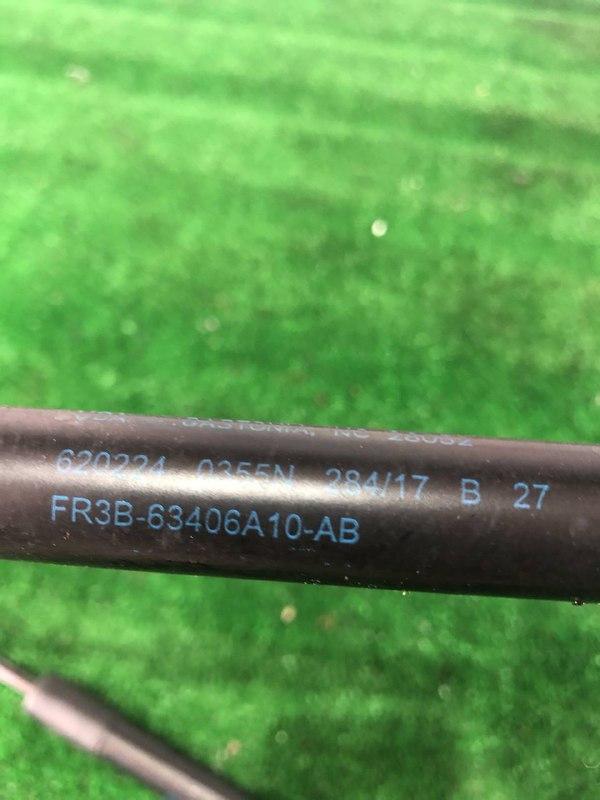 GASTONIA, NC 28052
620224 0355N 284/17 B 27
FR3B-63406A10-AB